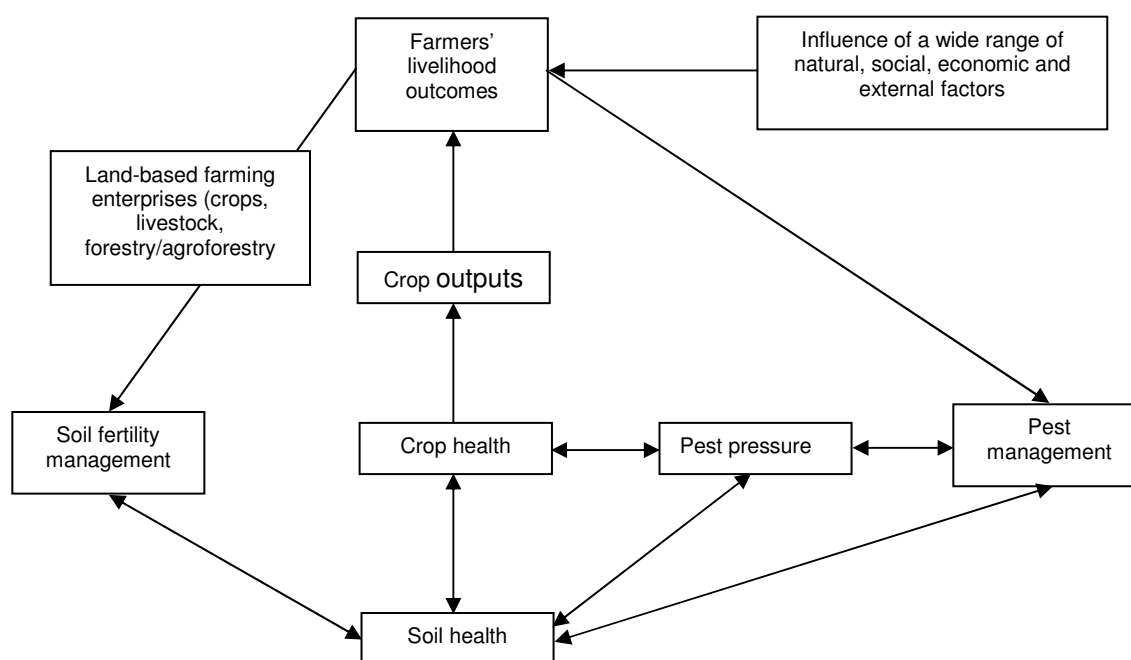 Farmers’
livelihood
outcomes
Influence of a wide range of
natural, social, economic and
external factors
Land-based farming
enterprises (crops,
livestock,
forestry/agroforestry
Crop outputs
Soil fertility
management
Crop health
Pest pressure
Pest
management
Soil health